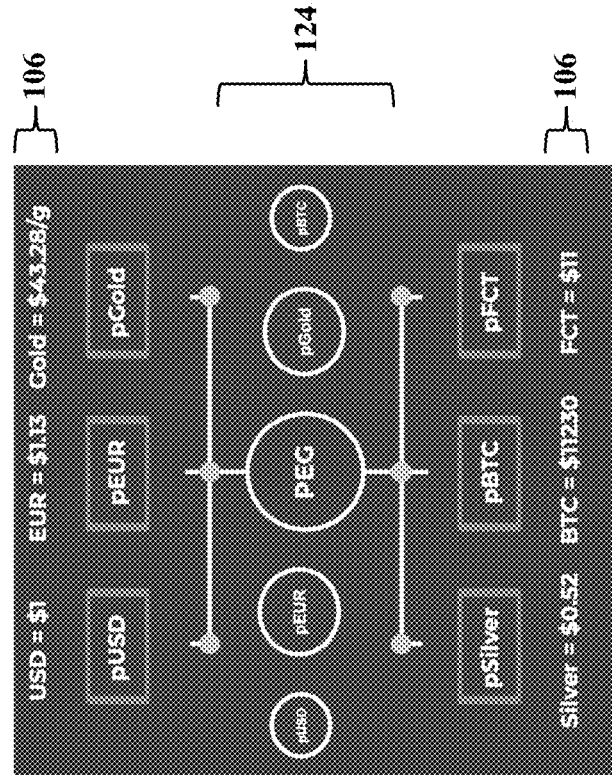 USD = $1 EUR = $1.13 Gold = $43.28/g
106
pUSD pEUR pGold
pUSD pEUR PEG pGold pBTC
124
pSilver pBTC pFCT
Silver = $0.52 BTC = $11230 FCT = $11
106